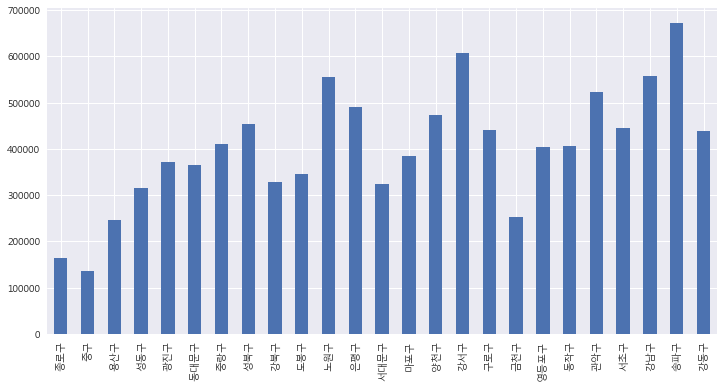 700000
600000
500000
400000
300000
200000
100000
0
종로구
중구
용산구
성동구
광진구
동대문구
중랑구
성북구
강북구
도봉구
노원구
은평구
서대문구
마포구
양천구
강서구
구로구
금천구
영등포구
동작구
관악구
서초구
강남구
송파구
강동구